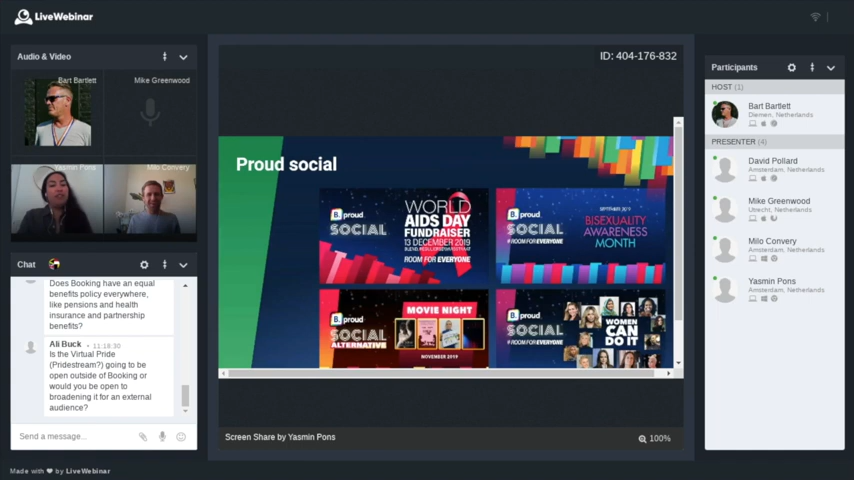 LiveWebinar
Audio & Video
Bart Bartlett
Mike Greenwood
Yasmin Pons
Milo Convery
Chat
Does Booking have an equal
benefits policy everywhere,
like pensions and health
insurance and partnership
benefits?
Ali Buck - 11:18:30
Is the Virtual Pride
(Pridestream?) going to be
open outside of Booking or
would you be open to
broadening it for an external
audience?
Send a message...
Made with ❤ by LiveWebinar
ID: 404-176-832
Proud social
B.proud
SOCIAL
WORLD
AIDS DAY
FUNDRAISER
13 DECEMBER 2019
ROOM FOR EVERYONE
B.proud
SOCIAL
# ROOM FOR EVERYONE
SEPTEMBER 2019
BISEXUALITY
AWARENESS
MONTH
B.proud
SOCIAL
ALTERNATIVE
MOVIE NIGHT
NOVEMBER 2019
B.proud
SOCIAL
# ROOM FOR EVERYONE
WOMEN
CAN
DO IT
Screen Share by Yasmin Pons
100%
Participants
HOST (1)
Bart Bartlett
Diemen, Netherlands
PRESENTER (4)
David Pollard
Amsterdam, Netherlands
Mike Greenwood
Utrecht, Netherlands
Milo Convery
Amsterdam, Netherlands
Yasmin Pons
Amsterdam, Netherlands